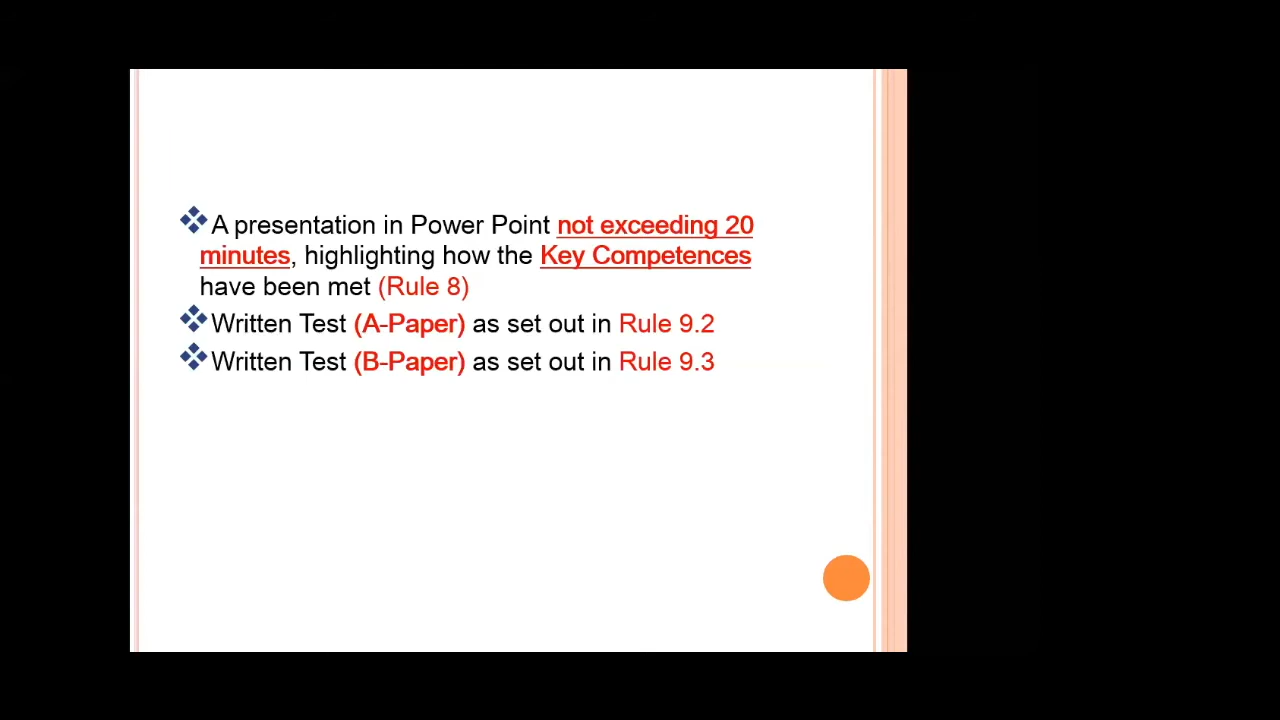 A presentation in Power Point not exceeding 20
minutes, highlighting how the Key Competences
have been met (Rule 8)
Written Test (A-Paper) as set out in Rule 9.2
Written Test (B-Paper) as set out in Rule 9.3